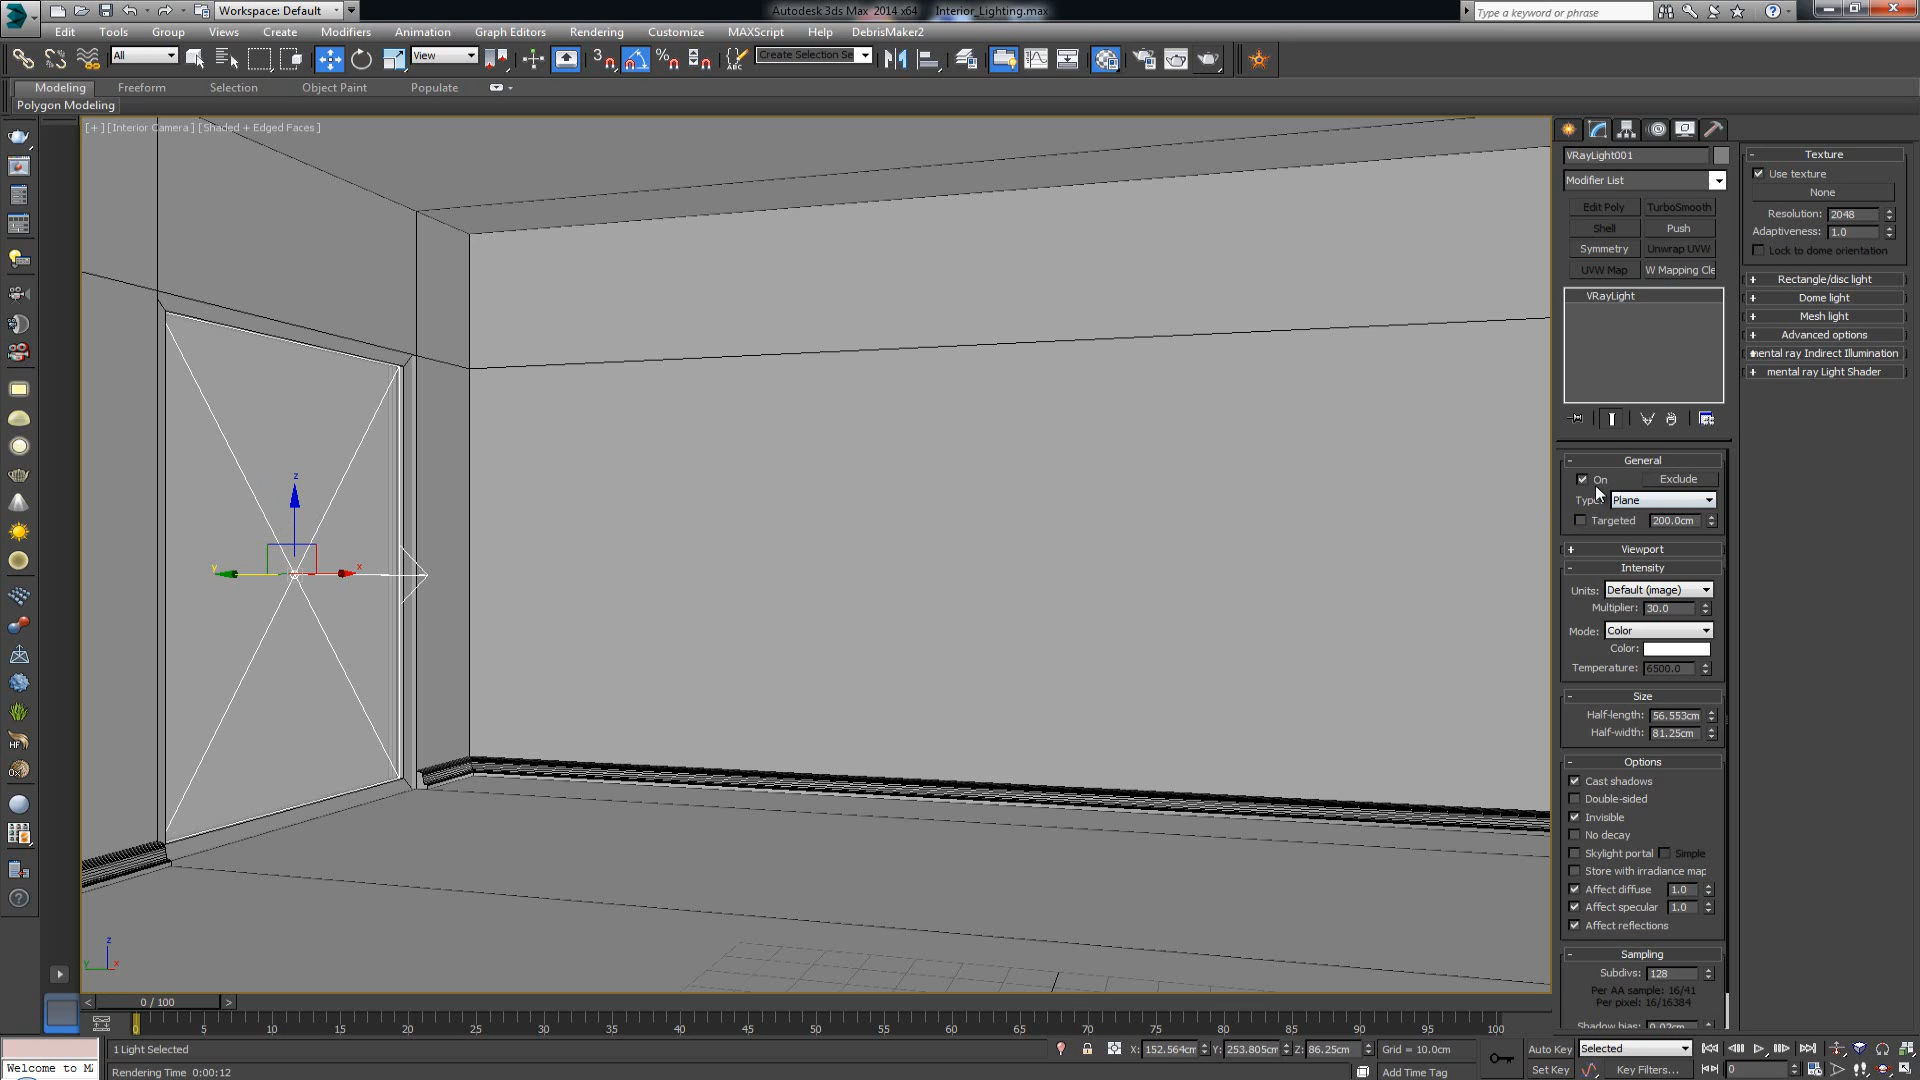 Workspace: Default
Autodesk 3ds Max 2014 x64 Interior_Lighting.max
Type a keyword or phrase
Edit Tools Group Views Create Modifiers Animation Graph Editors Rendering Customize MAXScript Help DebrisMaker2
All
View
Create Selection Se
Modeling Freeform Selection Object Paint Populate
Polygon Modeling
[+] [Interior Camera] [Shaded + Edged Faces]
VRayLight001
Modifier List
Edit Poly TurboSmooth
Shell Push
Symmetry Unwrap UVW
UVW Map W Mapping Cle
VRayLight
General
On Exclude
Type: Plane
Targeted 200.0cm
Viewport
Intensity
Units: Default (image)
Multiplier: 30.0
Mode: Color
Color:
Temperature: 6500.0
Size
Half-length: 56.553cm
Half-width: 81.25cm
Options
Cast shadows
Double-sided
Invisible
No decay
Skylight portal Simple
Store with irradiance map
Affect diffuse 1.0
Affect specular 1.0
Affect reflections
Sampling
Subdivs: 128
Per AA sample: 16/41
Per pixel: 16/16384
Shadow bias: 0.02cm
Texture
Use texture
None
Resolution: 2048
Adaptiveness: 1.0
Lock to dome orientation
Rectangle/disc light
Dome light
Mesh light
Advanced options
mental ray Indirect Illumination
mental ray Light Shader
z
y
x
z
y x
0 / 100
0 5 10 15 20 25 30 35 40 45 50 55 60 65 70 75 80 85 90 95 100
1 Light Selected
X: 152.564cm Y: 253.805cm Z: 86.25cm Grid = 10.0cm
Auto Key Selected
Welcome to MA
Rendering Time 0:00:12
Add Time Tag
Set Key Key Filters... 0